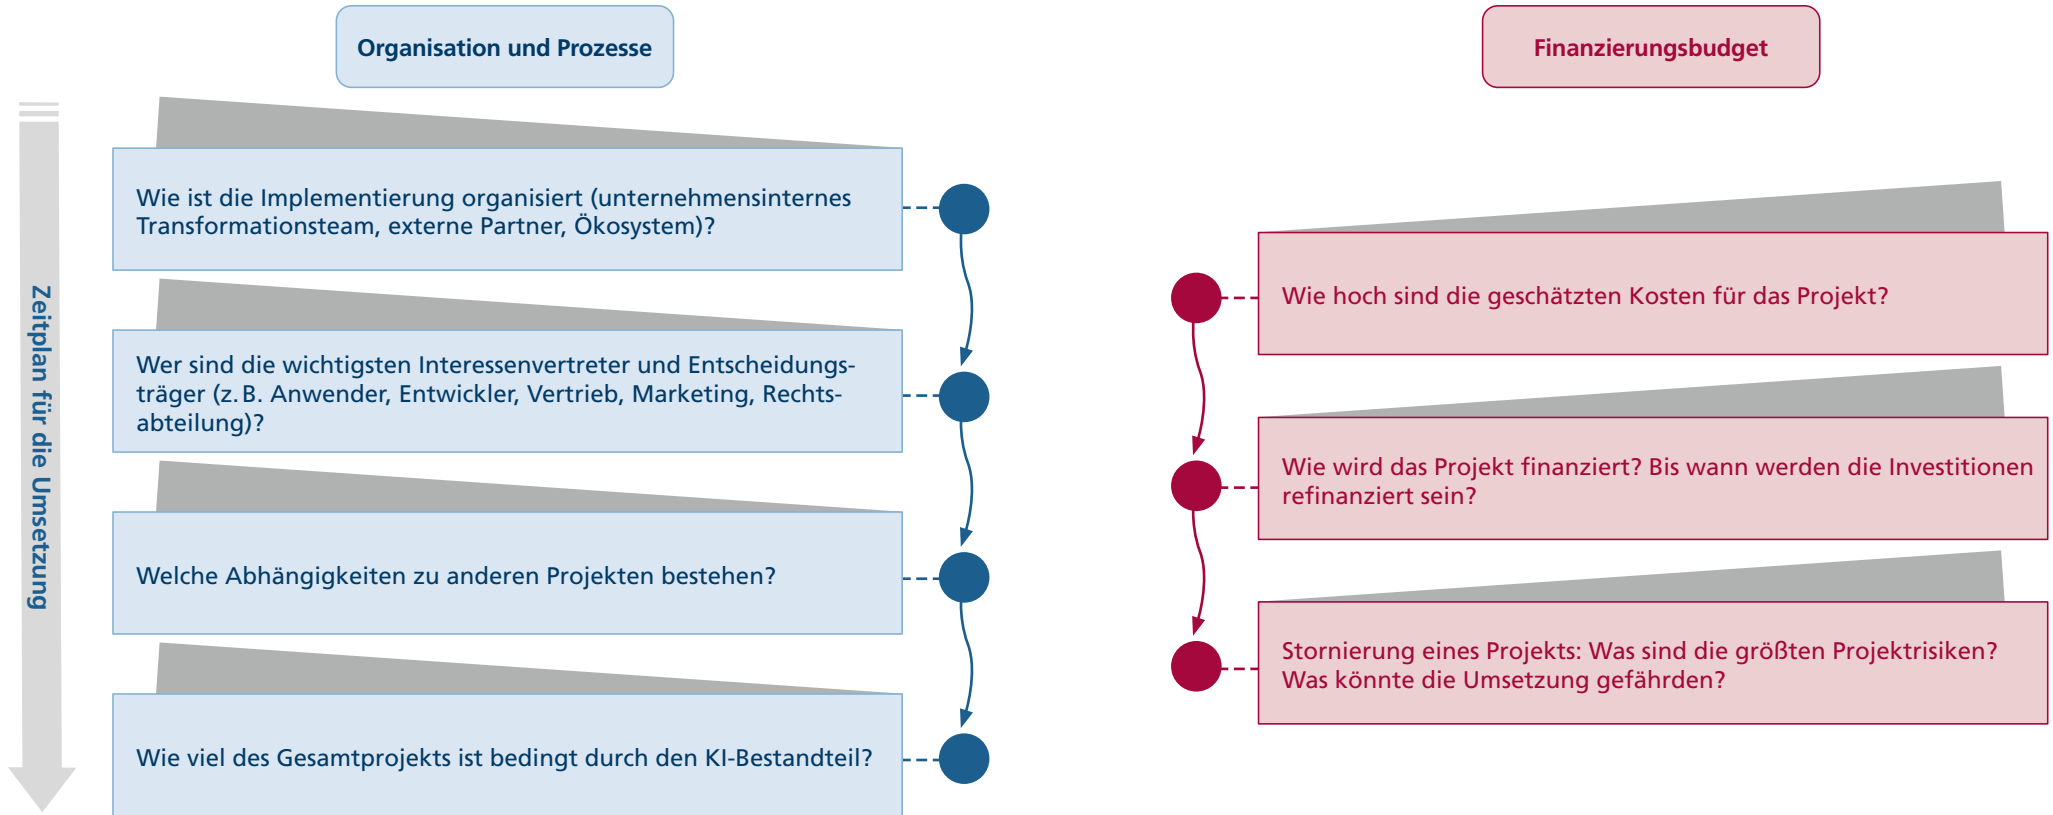 Organisation und Prozesse
Finanzierungsbudget
Zeitplan für die Umsetzung
Wie ist die Implementierung organisiert (unternehmensinternes
Transformationsteam, externe Partner, Ökosystem)?
Wer sind die wichtigsten Interessenvertreter und Entscheidungs-
träger (z. B. Anwender, Entwickler, Vertrieb, Marketing, Rechts-
abteilung)?
Welche Abhängigkeiten zu anderen Projekten bestehen?
Wie viel des Gesamtprojekts ist bedingt durch den KI-Bestandteil?
Wie hoch sind die geschätzten Kosten für das Projekt?
Wie wird das Projekt finanziert? Bis wann werden die Investitionen
refinanziert sein?
Stornierung eines Projekts: Was sind die größten Projektrisiken?
Was könnte die Umsetzung gefährden?